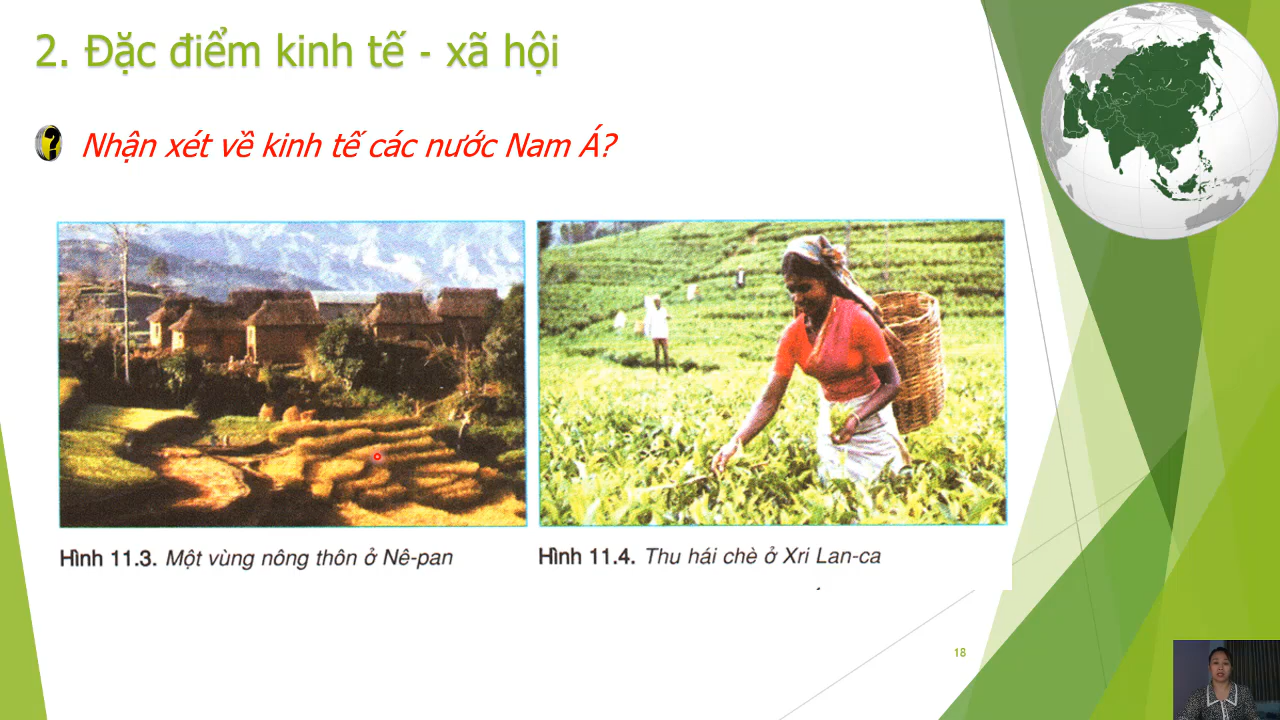 2. Đặc điểm kinh tế - xã hội
Nhận xét về kinh tế các nước Nam Á?
Hình 11.3. Một vùng nông thôn ở Nê-pan
Hình 11.4. Thu hái chè ở Xri Lan-ca
18